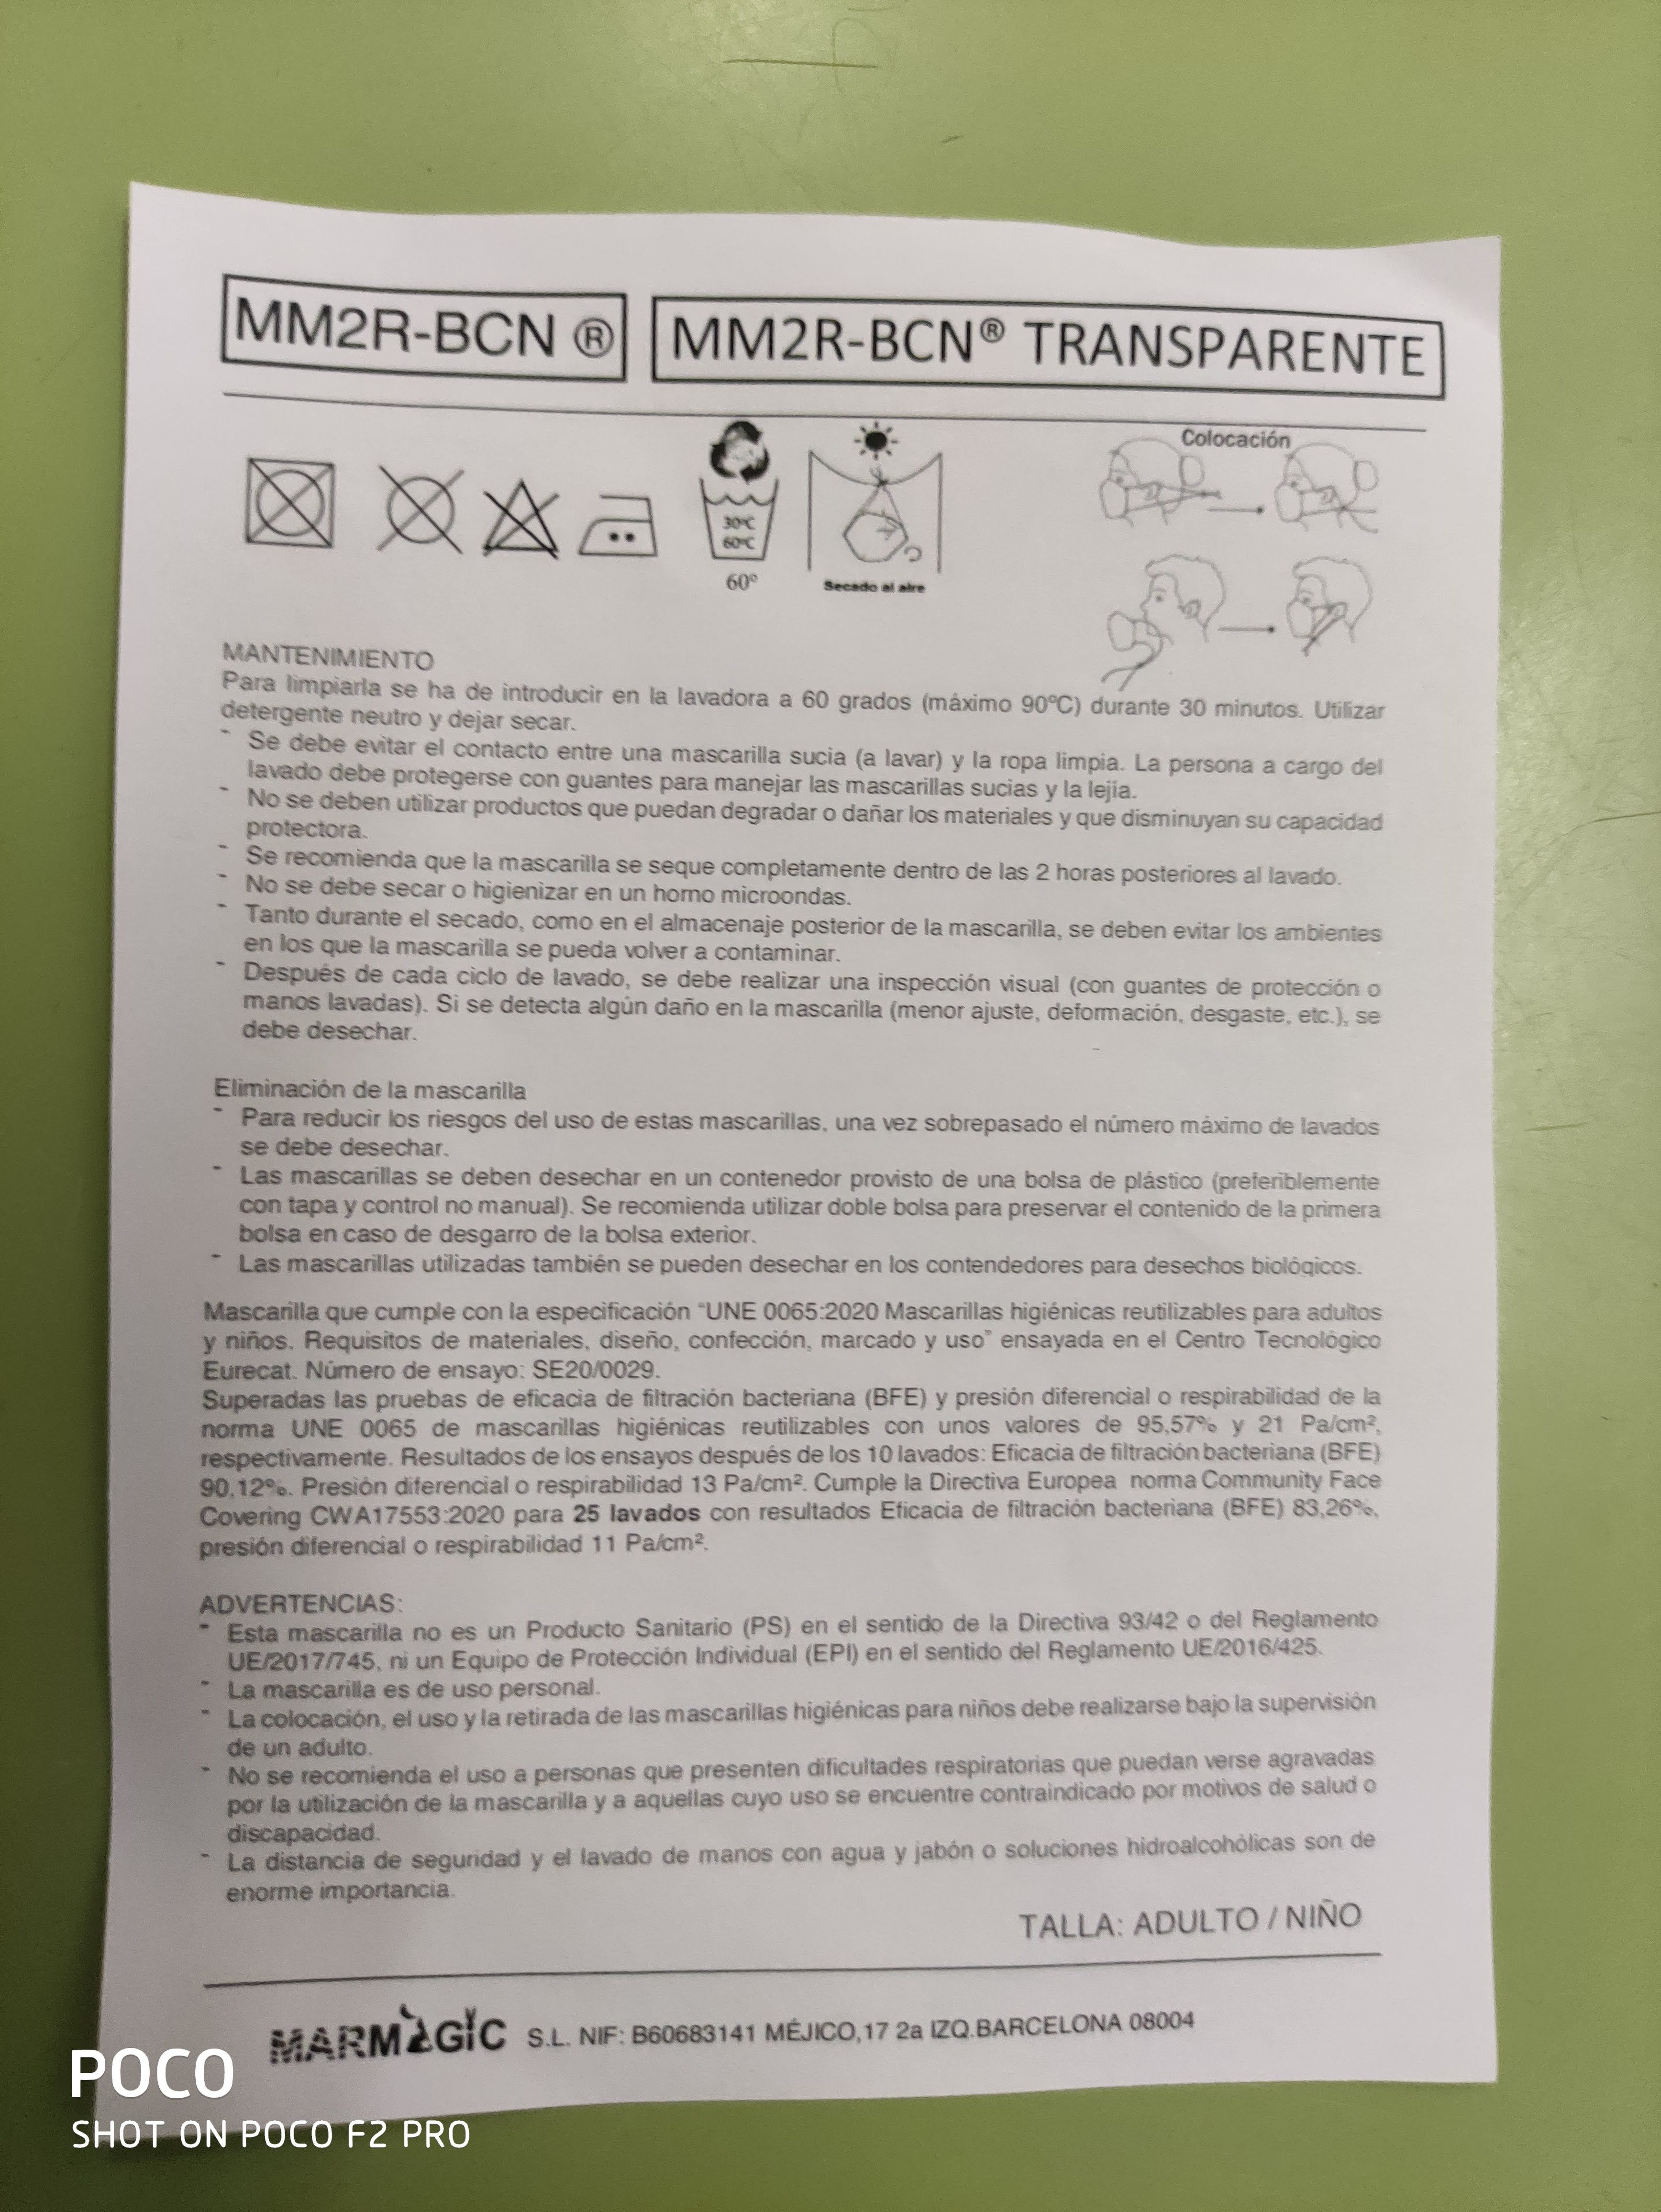 MM2R-BCN ®
MM2R-BCN® TRANSPARENTE
Colocación
30ºC
60ºC
60º
Secado al aire
MANTENIMIENTO
Para limpiarla se ha de introducir en la lavadora a 60 grados (máximo 90ºC) durante 30 minutos. Utilizar
detergente neutro y dejar secar.
- Se debe evitar el contacto entre una mascarilla sucia (a lavar) y la ropa limpia. La persona a cargo del
lavado debe protegerse con guantes para manejar las mascarillas sucias y la lejía.
- No se deben utilizar productos que puedan degradar o dañar los materiales y que disminuyan su capacidad
protectora.
- Se recomienda que la mascarilla se seque completamente dentro de las 2 horas posteriores al lavado.
- No se debe secar o higienizar en un horno microondas.
- Tanto durante el secado, como en el almacenaje posterior de la mascarilla, se deben evitar los ambientes
en los que la mascarilla se pueda volver a contaminar.
- Después de cada ciclo de lavado, se debe realizar una inspección visual (con guantes de protección o
manos lavadas). Si se detecta algún daño en la mascarilla (menor ajuste, deformación, desgaste, etc.), se
debe desechar.
Eliminación de la mascarilla
- Para reducir los riesgos del uso de estas mascarillas, una vez sobrepasado el número máximo de lavados
se debe desechar.
- Las mascarillas se deben desechar en un contenedor provisto de una bolsa de plástico (preferiblemente
con tapa y control no manual). Se recomienda utilizar doble bolsa para preservar el contenido de la primera
bolsa en caso de desgarro de la bolsa exterior.
- Las mascarillas utilizadas también se pueden desechar en los contendedores para desechos biológicos.
Mascarilla que cumple con la especificación "UNE 0065:2020 Mascarillas higiénicas reutilizables para adultos
y niños. Requisitos de materiales, diseño, confección, marcado y uso" ensayada en el Centro Tecnológico
Eurecat. Número de ensayo: SE20/0029.
Superadas las pruebas de eficacia de filtración bacteriana (BFE) y presión diferencial o respirabilidad de la
norma UNE 0065 de mascarillas higiénicas reutilizables con unos valores de 95,57% y 21 Pa/cm²,
respectivamente. Resultados de los ensayos después de los 10 lavados: Eficacia de filtración bacteriana (BFE)
90,12%. Presión diferencial o respirabilidad 13 Pa/cm². Cumple la Directiva Europea norma Community Face
Covering CWA17553:2020 para 25 lavados con resultados Eficacia de filtración bacteriana (BFE) 83,26%,
presión diferencial o respirabilidad 11 Pa/cm².
ADVERTENCIAS:
- Esta mascarilla no es un Producto Sanitario (PS) en el sentido de la Directiva 93/42 o del Reglamento
UE/2017/745, ni un Equipo de Protección Individual (EPI) en el sentido del Reglamento UE/2016/425.
- La mascarilla es de uso personal.
- La colocación, el uso y la retirada de las mascarillas higiénicas para niños debe realizarse bajo la supervisión
de un adulto.
- No se recomienda el uso a personas que presenten dificultades respiratorias que puedan verse agravadas
por la utilización de la mascarilla y a aquellas cuyo uso se encuentre contraindicado por motivos de salud o
discapacidad.
- La distancia de seguridad y el lavado de manos con agua y jabón o soluciones hidroalcohólicas son de
enorme importancia.
TALLA: ADULTO / NIÑO
MARMAGIC S.L. NIF: B60683141 MÉJICO,17 2a IZQ.BARCELONA 08004
POCO
SHOT ON POCO F2 PRO